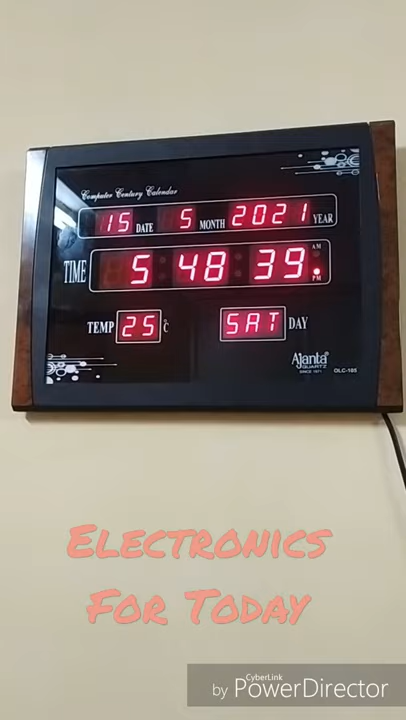 Computer Century Calendar
15 DATE 5 MONTH 2021 YEAR
AM
TIME 5 48 39
PM
TEMP 25 °C SAT DAY
Ajanta
QUARTZ
SINCE 1971
OLC-105
ELECTRONICS
FOR TODAY
CyberLink
by PowerDirector